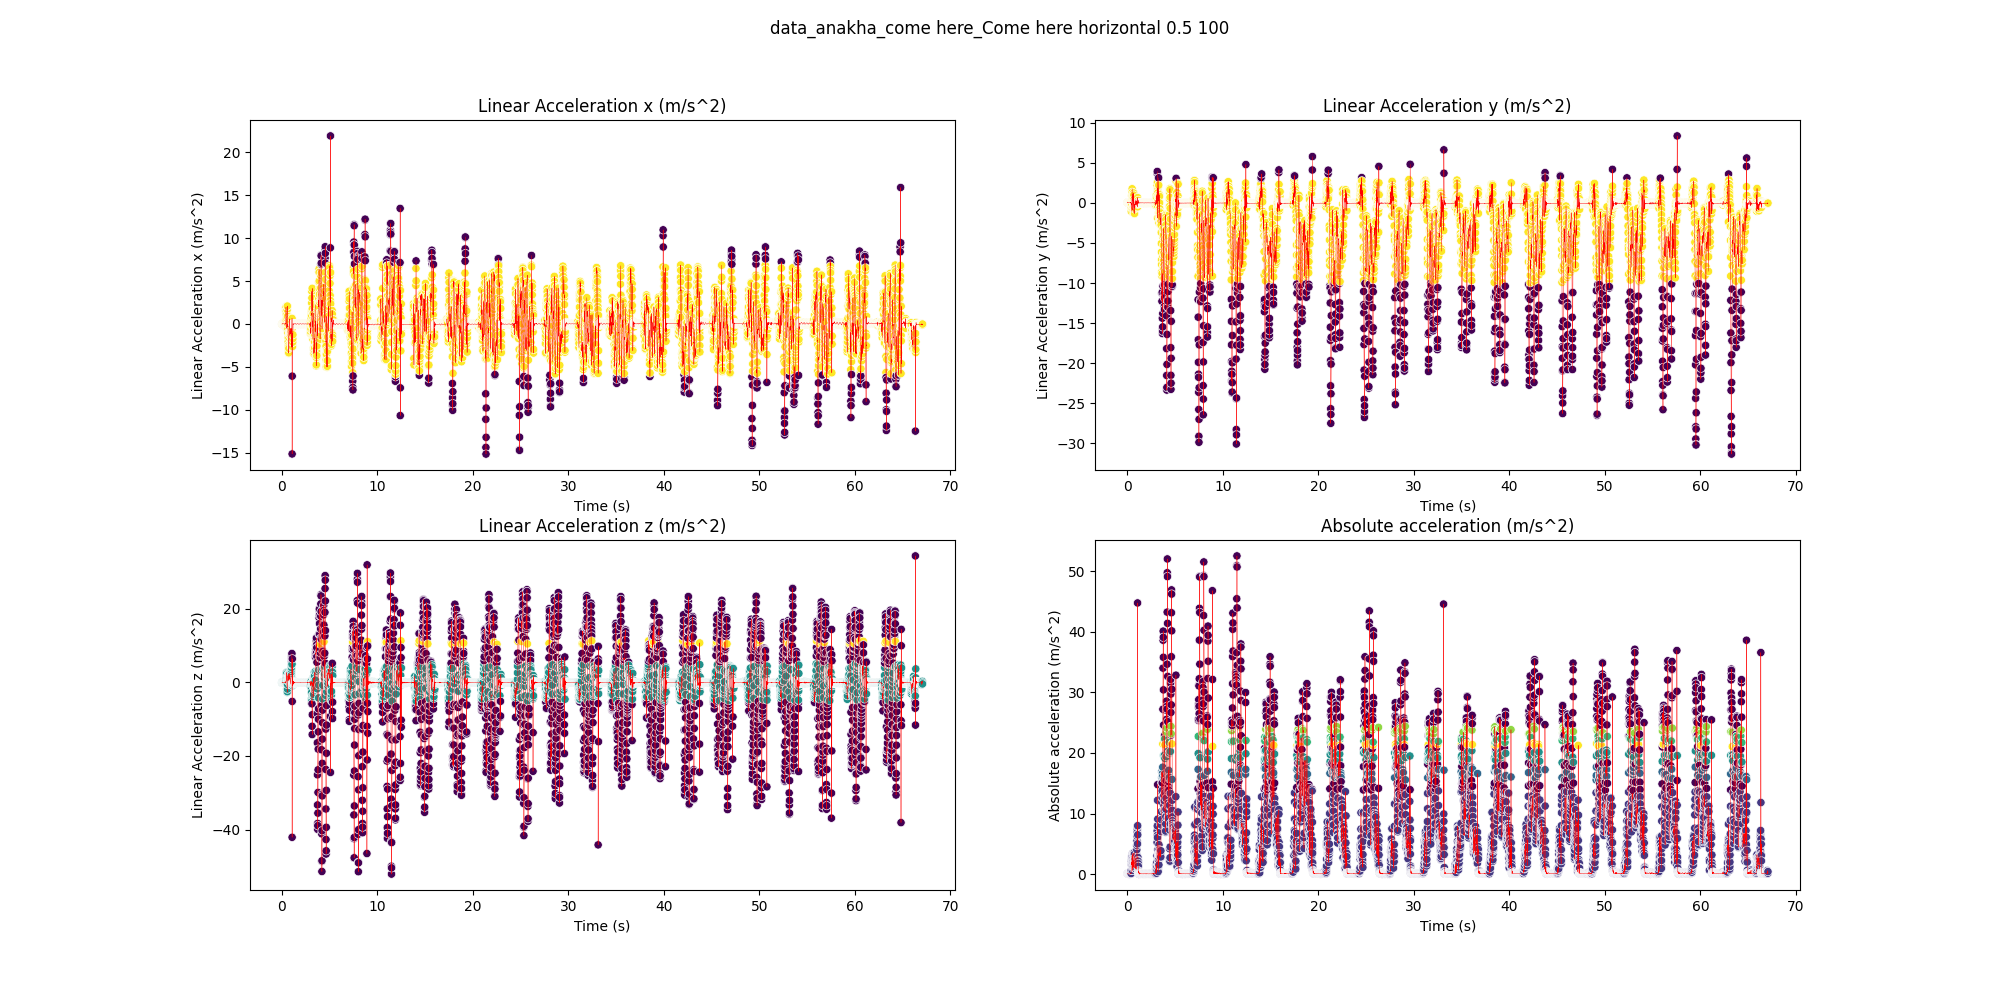 data_anakha_come here_Come here horizontal 0.5 100
Linear Acceleration x (m/s^2)
Linear Acceleration x (m/s^2)
20
15
10
5
0
−5
−10
−15
0 10 20 30 40 50 60 70
Time (s)
Linear Acceleration y (m/s^2)
Linear Acceleration y (m/s^2)
10
5
0
−5
−10
−15
−20
−25
−30
0 10 20 30 40 50 60 70
Time (s)
Linear Acceleration z (m/s^2)
Linear Acceleration z (m/s^2)
20
0
−20
−40
0 10 20 30 40 50 60 70
Time (s)
Absolute acceleration (m/s^2)
Absolute acceleration (m/s^2)
50
40
30
20
10
0
0 10 20 30 40 50 60 70
Time (s)